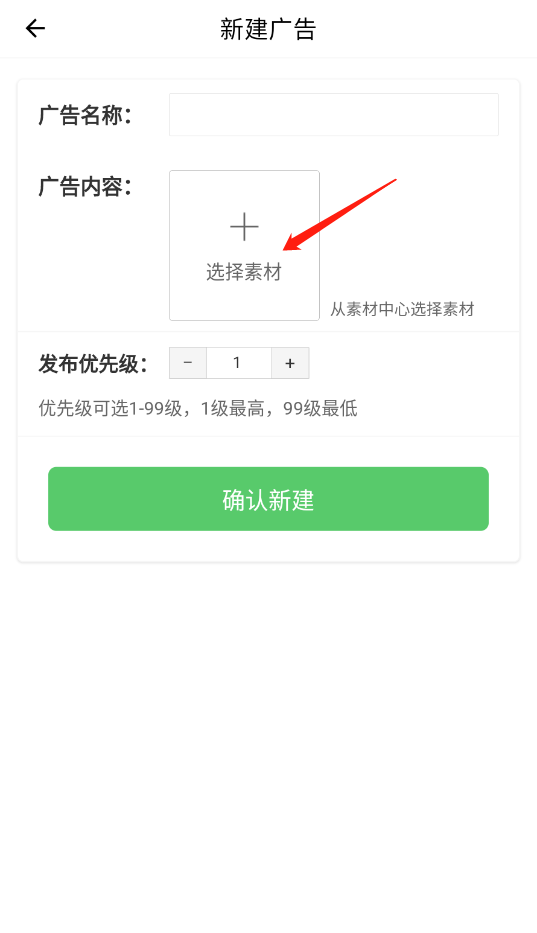 新建广告
广告名称：
广告内容：
选择素材
从素材中心选择素材
发布优先级：
− 1 +
优先级可选1-99级，1级最高，99级最低
确认新建